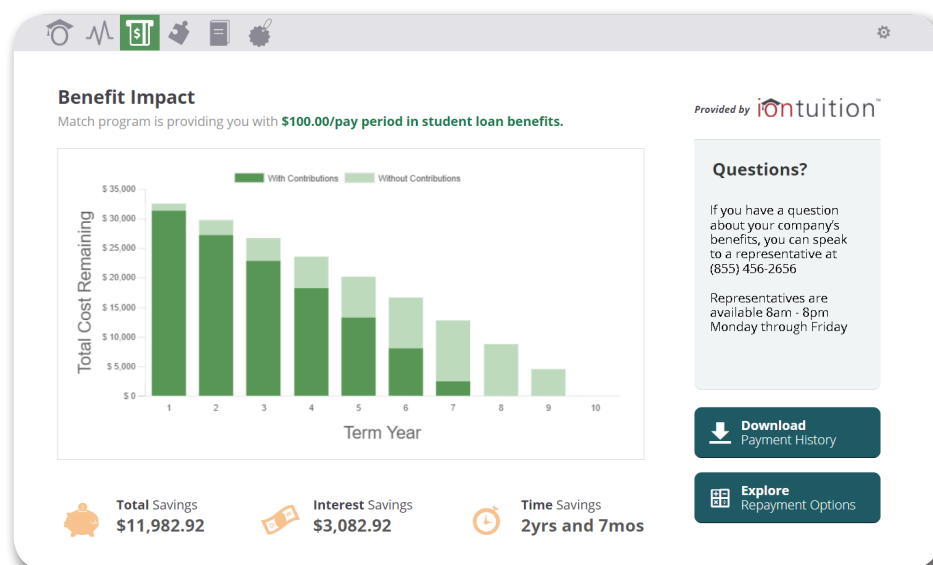 Benefit Impact
Match program is providing you with $100.00/pay period in student loan benefits.
With Contributions Without Contributions
Total Cost Remaining
$ 35,000
$ 30,000
$ 25,000
$ 20,000
$ 15,000
$ 10,000
$ 5,000
$ 0
1 2 3 4 5 6 7 8 9 10
Term Year
Total Savings
$11,982.92
Interest Savings
$3,082.92
Time Savings
2yrs and 7mos
Provided by iontuition™
Questions?
If you have a question
about your company's
benefits, you can speak
to a representative at
(855) 456-2656
Representatives are
available 8am - 8pm
Monday through Friday
Download
Payment History
Explore
Repayment Options